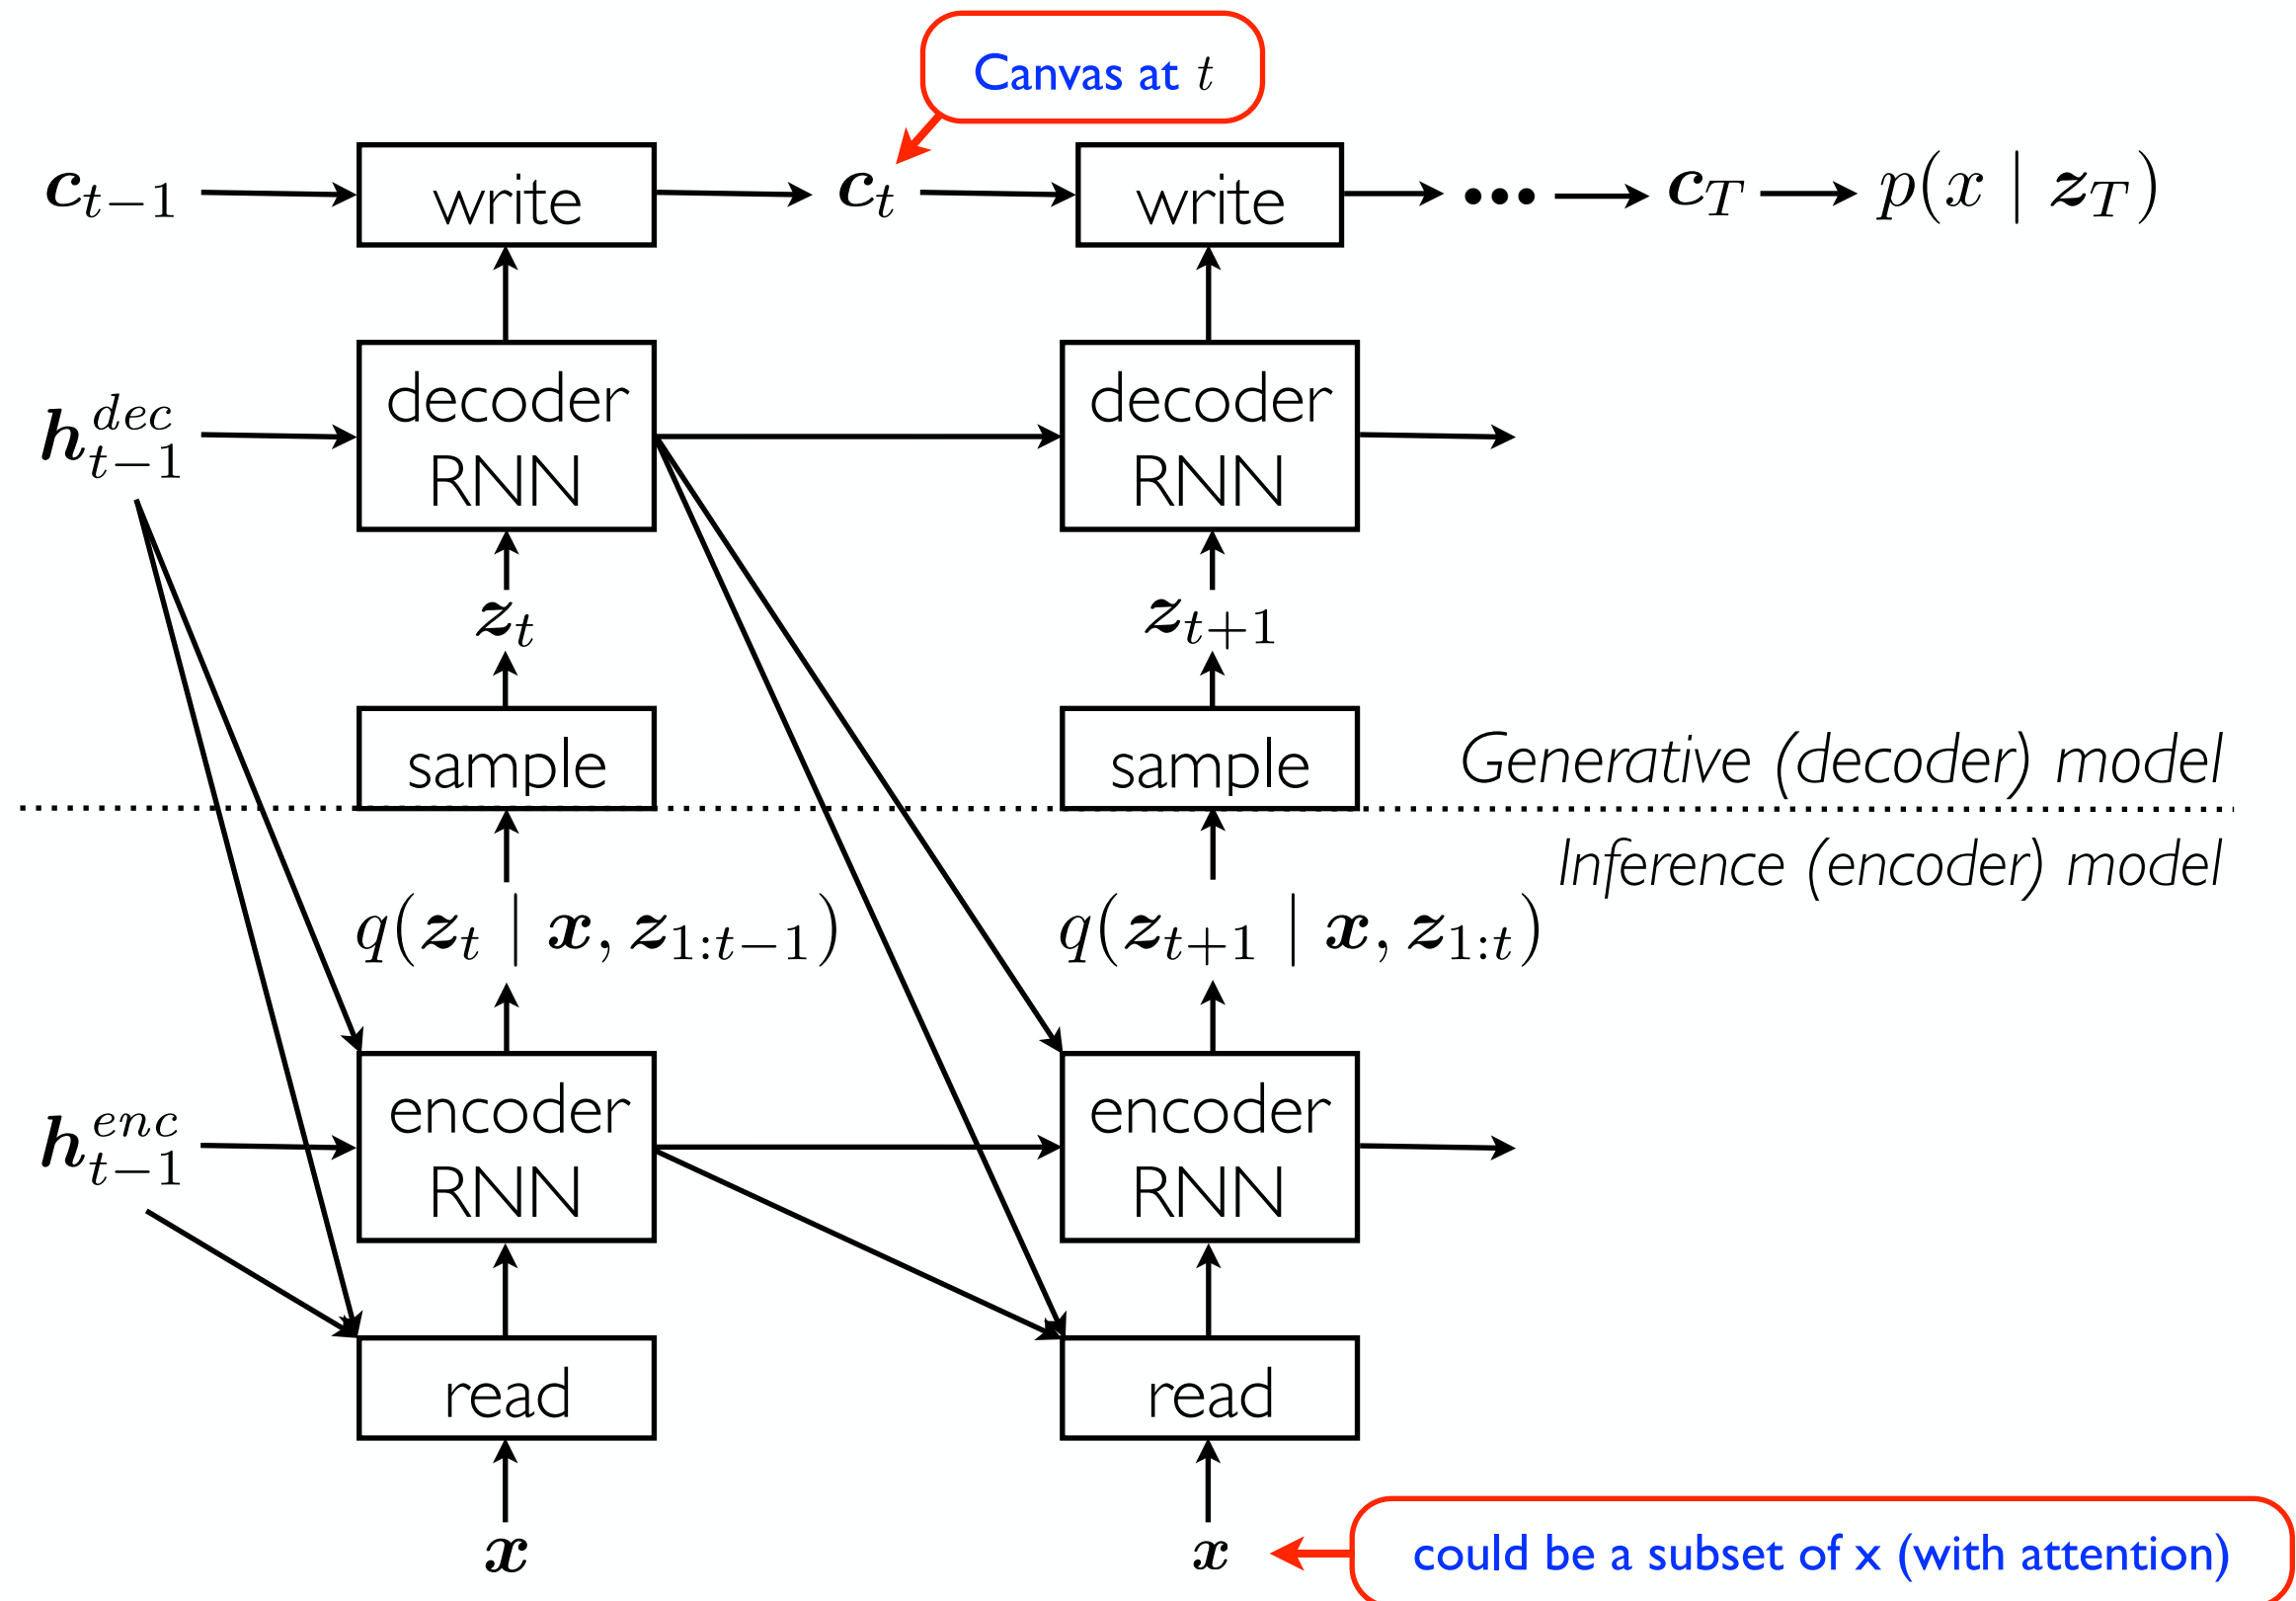 Canvas at t
c_{t−1}
write
c_t
write
•••
c_T
p(x | z_T)
h^{dec}_{t−1}
decoder
RNN
decoder
RNN
z_t
z_{t+1}
sample
sample
Generative (decoder) model
Inference (encoder) model
q(z_t | x, z_{1:t−1})
q(z_{t+1} | x, z_{1:t})
h^{enc}_{t−1}
encoder
RNN
encoder
RNN
read
read
x
x
could be a subset of x (with attention)